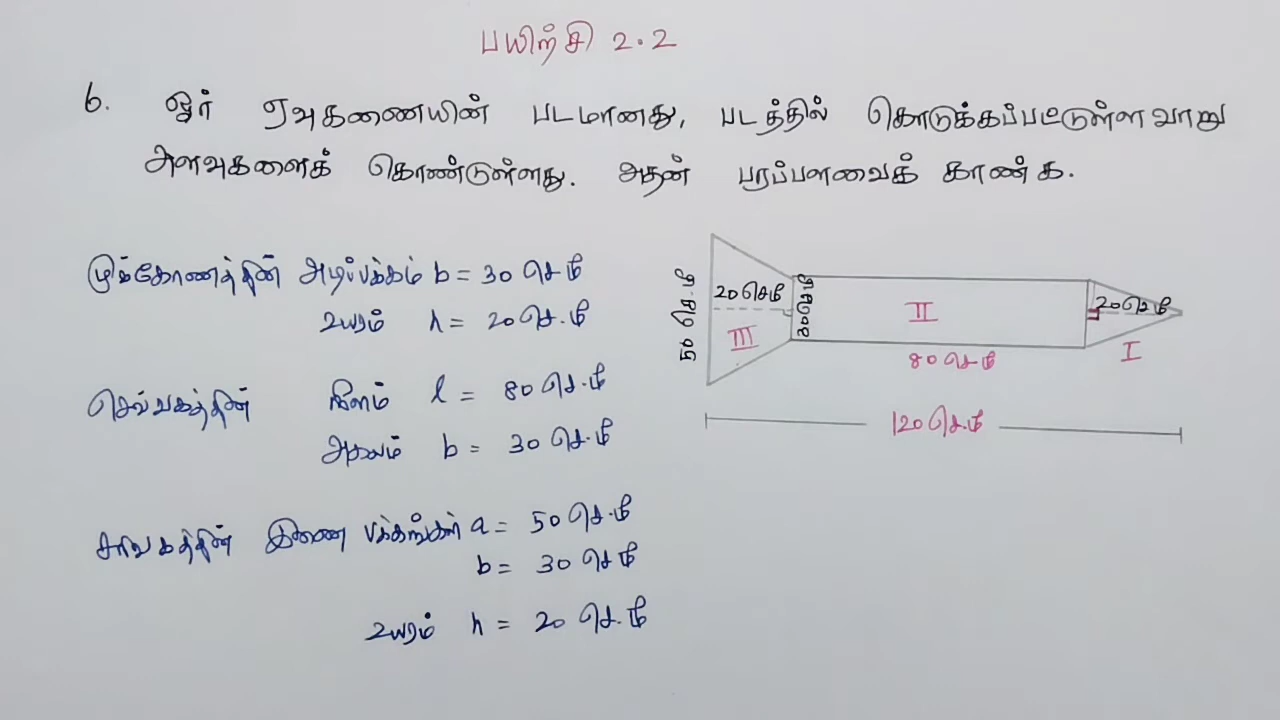 பயிற்சி 2.2
6. ஓர் ஏவுகணையின் படமானது, படத்தில் கொடுக்கப்பட்டுள்ளவாறு
அளவுகளைக் கொண்டுள்ளது. அதன் பரப்பளவைக் காண்க.
முக்கோணத்தின் அடிப்பக்கம் b = 30 செ மீ
உயரம் h = 20 செ.மீ
செவ்வகத்தின் நீளம் l = 80 செ.மீ
அகலம் b = 30 செ.மீ
சரிவகத்தின் இணை பக்கங்கள் a = 50 செ.மீ
b = 30 செ மீ
உயரம் h = 20 செ.மீ
50 செ.மீ
20 செமீ
III
30 செ மீ
II
80 செ மீ
20 செமீ
I
120 செ.மீ